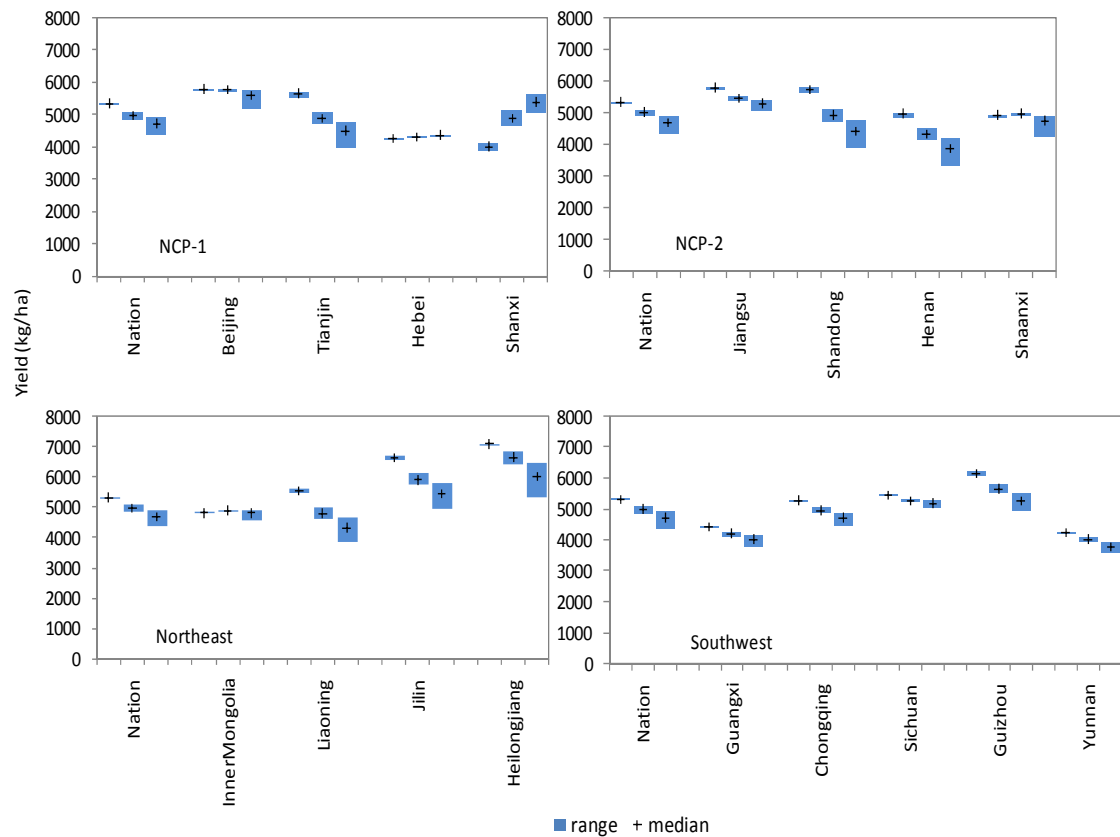 Yield (kg/ha)
8000
7000
6000
5000
4000
3000
2000
1000
0
NCP-1
Nation
Beijing
Tianjin
Hebei
Shanxi
8000
7000
6000
5000
4000
3000
2000
1000
0
NCP-2
Nation
Jiangsu
Shandong
Henan
Shaanxi
8000
7000
6000
5000
4000
3000
2000
1000
0
Northeast
Nation
InnerMongolia
Liaoning
Jilin
Heilongjiang
8000
7000
6000
5000
4000
3000
2000
1000
0
Southwest
Nation
Guangxi
Chongqing
Sichuan
Guizhou
Yunnan
range + median